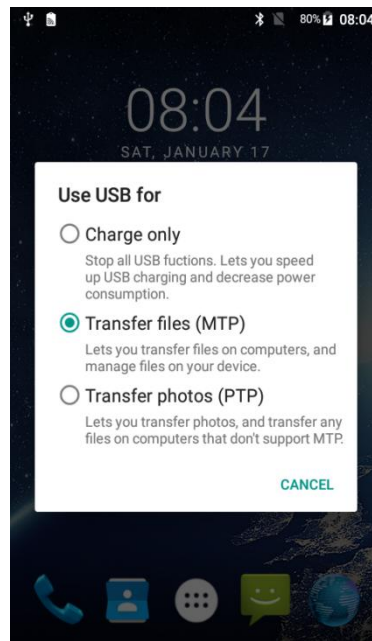 80% 08:04
08:04
SAT, JANUARY 17
Use USB for
Charge only
Stop all USB fuctions. Lets you speed
up USB charging and decrease power
consumption.
Transfer files (MTP)
Lets you transfer files on computers, and
manage files on your device.
Transfer photos (PTP)
Lets you transfer photos, and transfer any
files on computers that don't support MTP.
CANCEL